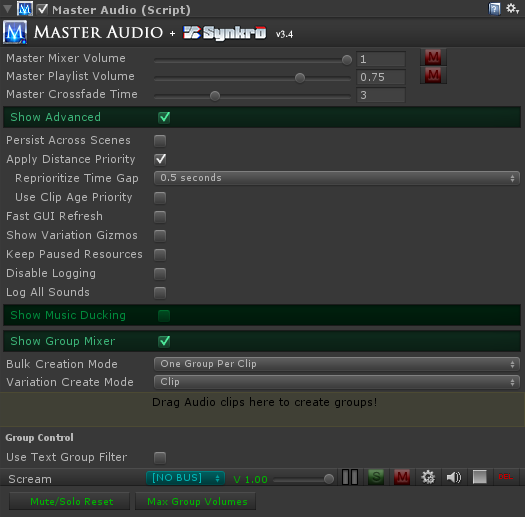 Master Audio (Script)
MASTER AUDIO + Synkro v3.4
Master Mixer Volume 1 M
Master Playlist Volume 0.75 M
Master Crossfade Time 3
Show Advanced
Persist Across Scenes
Apply Distance Priority
Reprioritize Time Gap 0.5 seconds
Use Clip Age Priority
Fast GUI Refresh
Show Variation Gizmos
Keep Paused Resources
Disable Logging
Log All Sounds
Show Music Ducking
Show Group Mixer
Bulk Creation Mode One Group Per Clip
Variation Create Mode Clip
Drag Audio clips here to create groups!
Group Control
Use Text Group Filter
Scream [NO BUS] V 1.00 S M
Mute/Solo Reset Max Group Volumes